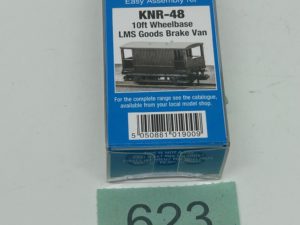 Easy Assembly Kit
KNR-48
10ft Wheelbase
LMS Goods Brake Van
For the complete range see the catalogue,
available from your local model shop.
5 050881 019009
623